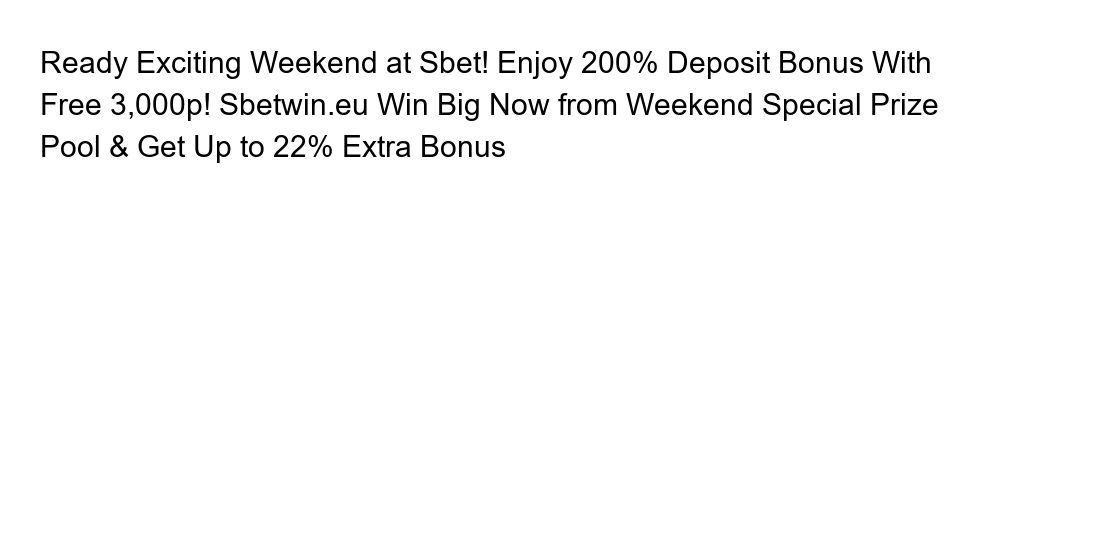 Ready Exciting Weekend at Sbet! Enjoy 200% Deposit Bonus With
Free 3,000p! Sbetwin.eu Win Big Now from Weekend Special Prize
Pool & Get Up to 22% Extra Bonus